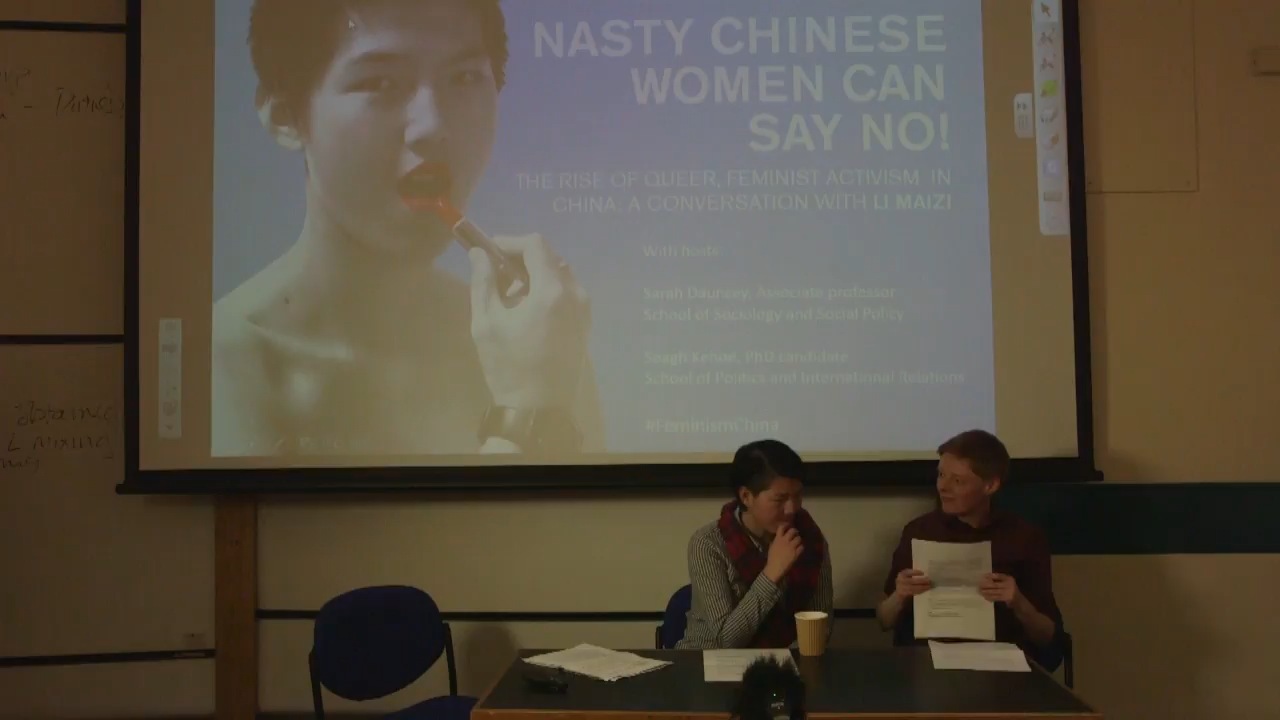 NASTY CHINESE
WOMEN CAN
SAY NO!
THE RISE OF QUEER, FEMINIST ACTIVISM IN
CHINA. A CONVERSATION WITH LI MAIZI
With hosts
Sarah Dauncey, Associate professor
School of Sociology and Social Policy
PhD candidate
School of Politics and International Relations
#FeminismChina